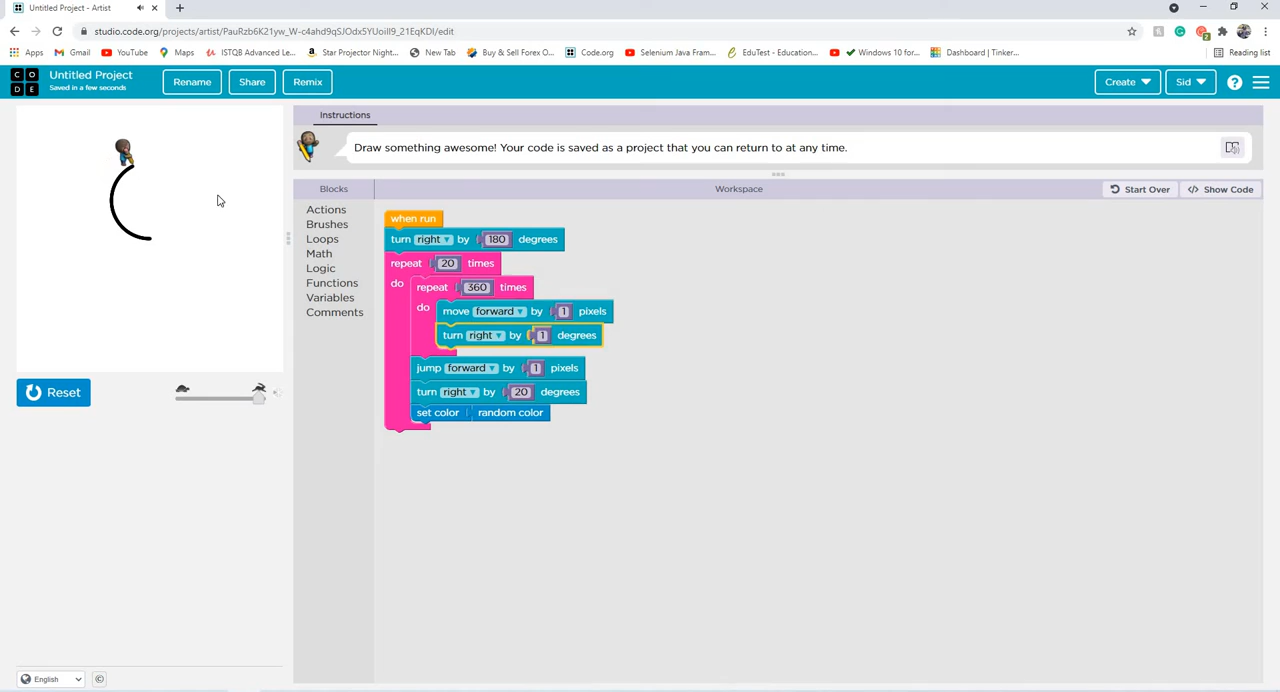 Untitled Project - Artist
studio.code.org/projects/artist/PauRzb6K21yw_W-c4ahd9qSJOdx5YUoiIl9_21EqKDI/edit
Apps Gmail YouTube Maps ISTQB Advanced Le... Star Projector Night... New Tab Buy & Sell Forex O... Code.org Selenium Java Fram... EduTest - Education... Windows 10 for... Dashboard | Tinker... Reading list
CO
DE
Untitled Project
Saved in a few seconds
Rename
Share
Remix
Create
Sid
?
Instructions
Draw something awesome! Your code is saved as a project that you can return to at any time.
Blocks
Workspace
Start Over
</> Show Code
Actions
Brushes
Loops
Math
Logic
Functions
Variables
Comments
when run
turn right by 180 degrees
repeat 20 times
do repeat 360 times
do move forward by 1 pixels
turn right by 1 degrees
jump forward by 1 pixels
turn right by 20 degrees
set color random color
Reset
English
©